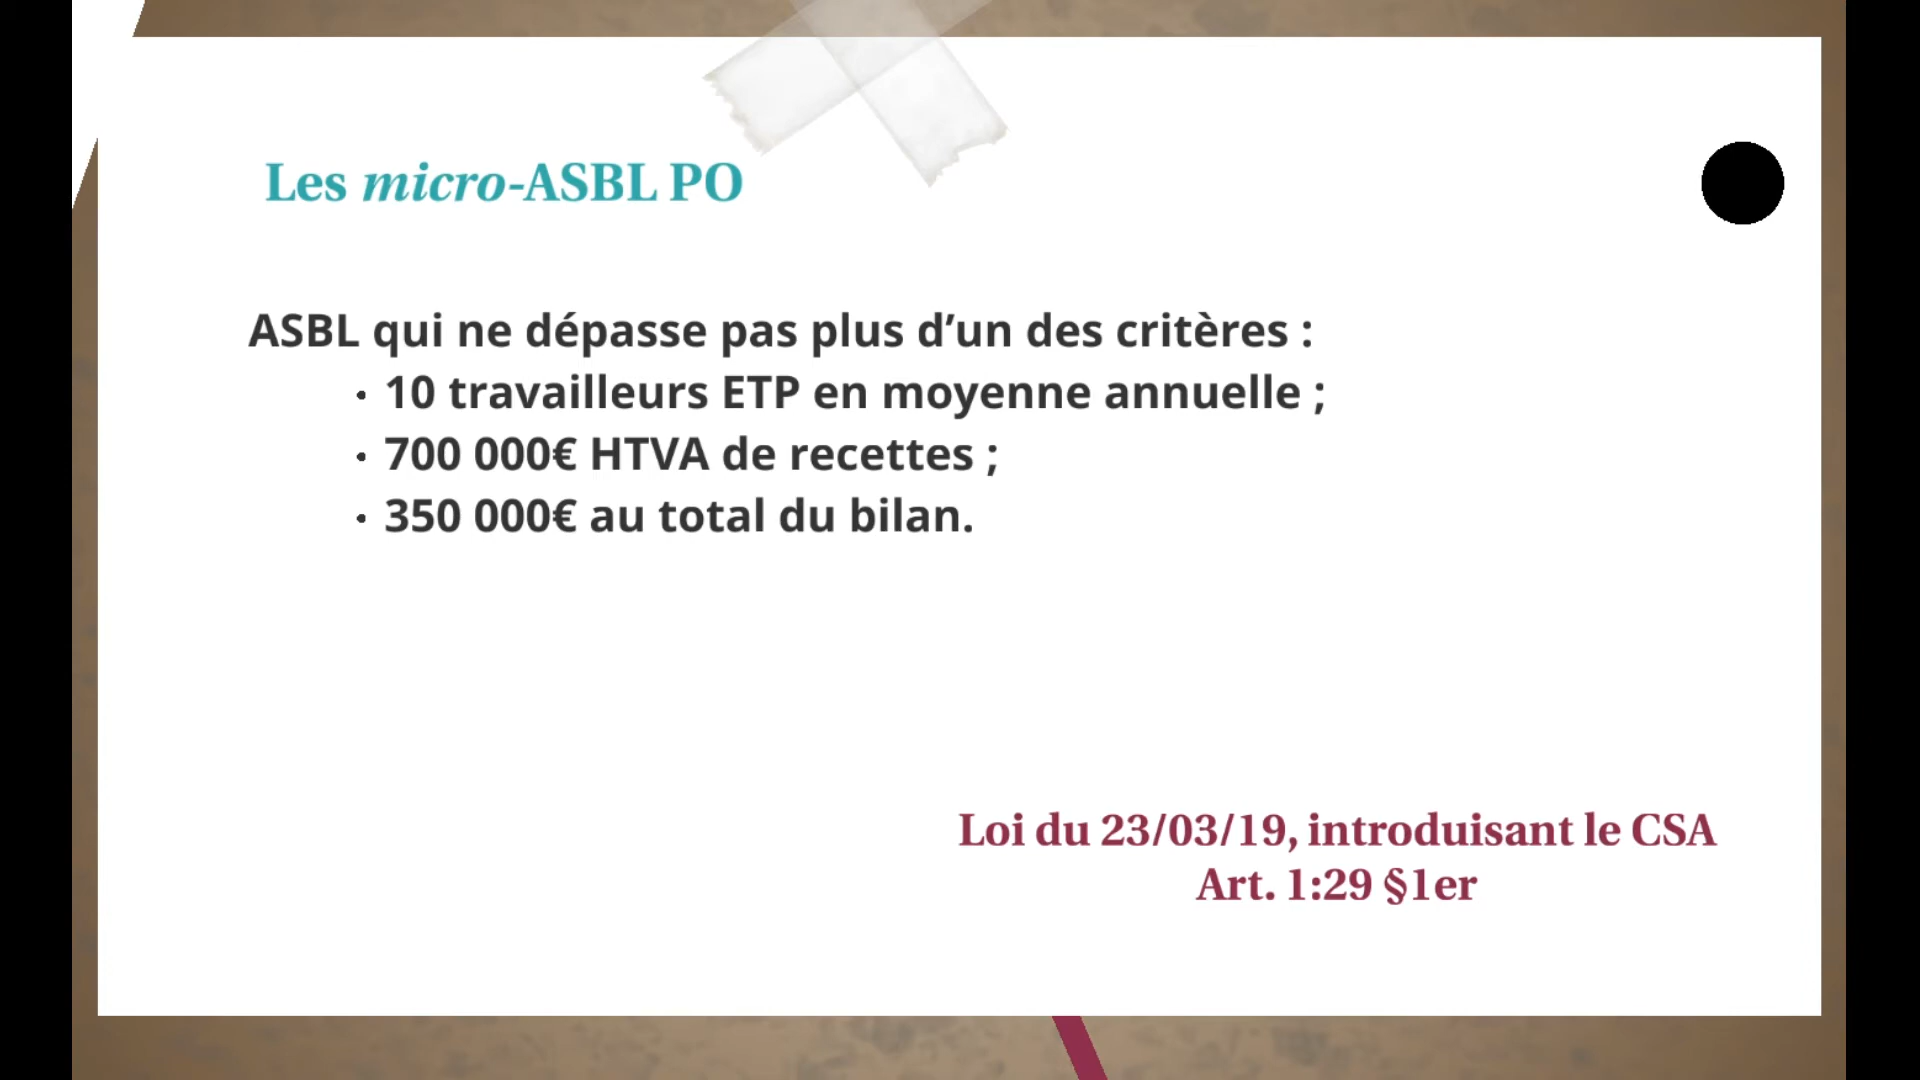 Les micro-ASBL PO
ASBL qui ne dépasse pas plus d’un des critères :
• 10 travailleurs ETP en moyenne annuelle ;
• 700 000€ HTVA de recettes ;
• 350 000€ au total du bilan.
Loi du 23/03/19, introduisant le CSA
Art. 1:29 §1er